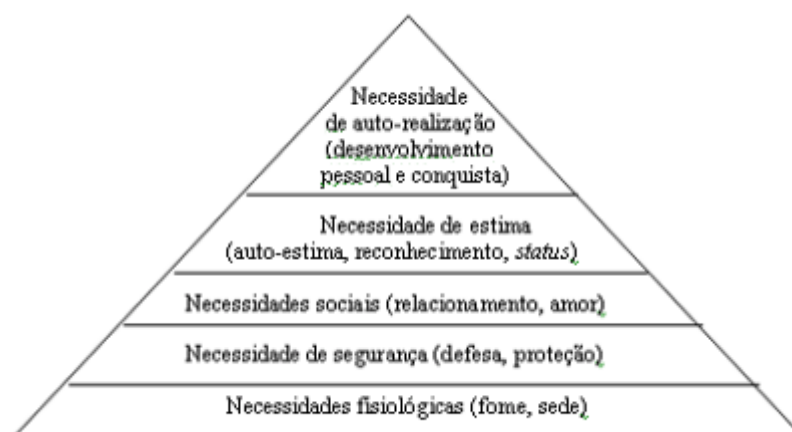 Necessidade
de auto-realização
(desenvolvimento
pessoal e conquista)
Necessidade de estima
(auto-estima, reconhecimento, status)
Necessidades sociais (relacionamento, amor)
Necessidade de segurança (defesa, proteção)
Necessidades fisiológicas (fome, sede)